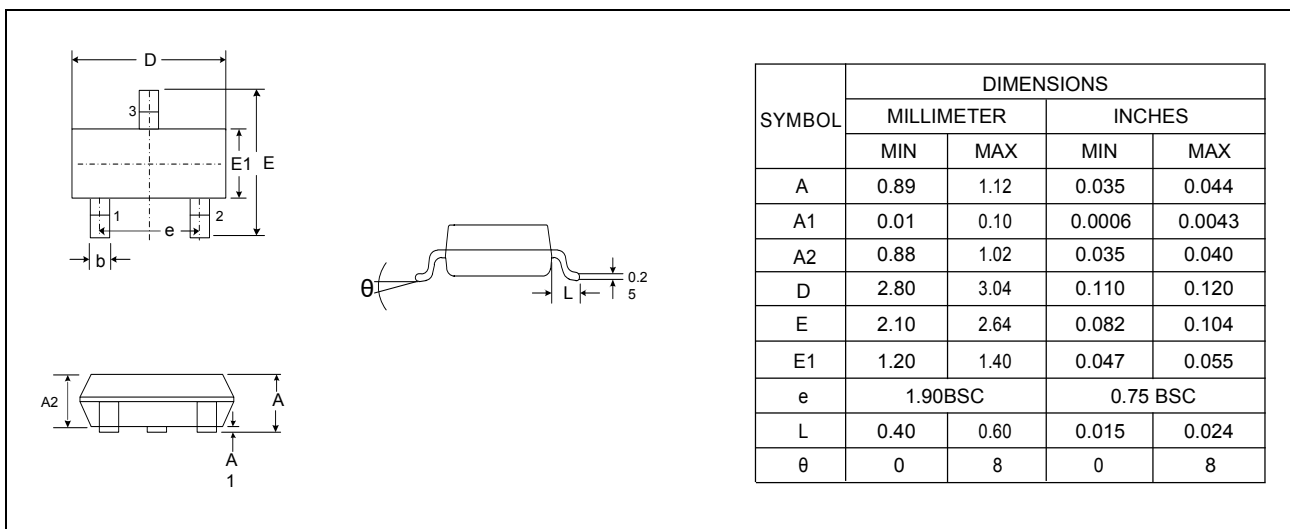 D
3
E1 E
1 2
e
b
θ
L
0.2
5
A2
A
A
1
DIMENSIONS
SYMBOL MILLIMETER INCHES
MIN MAX MIN MAX
A 0.89 1.12 0.035 0.044
A1 0.01 0.10 0.0006 0.0043
A2 0.88 1.02 0.035 0.040
D 2.80 3.04 0.110 0.120
E 2.10 2.64 0.082 0.104
E1 1.20 1.40 0.047 0.055
e 1.90BSC 0.75 BSC
L 0.40 0.60 0.015 0.024
θ 0 8 0 8